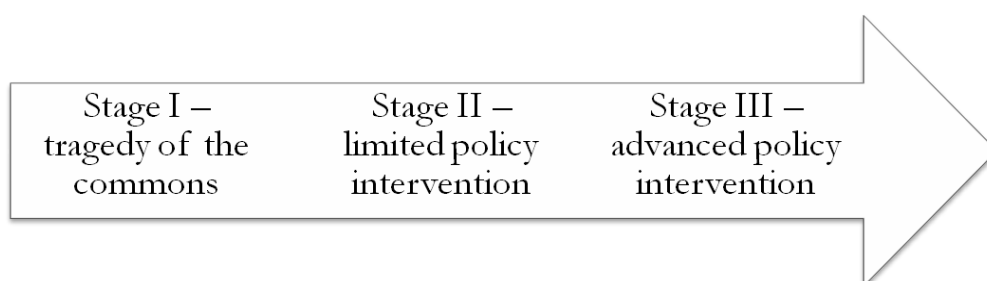 Stage I –
tragedy of the
commons
Stage II –
limited policy
intervention
Stage III –
advanced policy
intervention